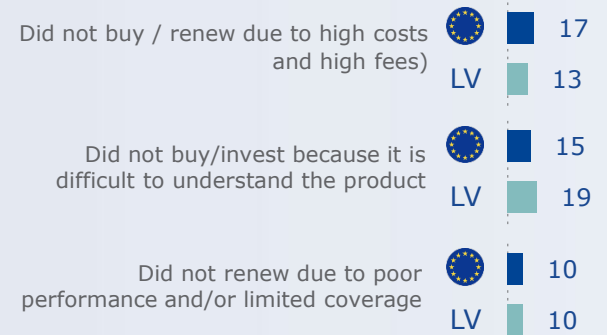 Did not buy / renew due to high costs
and high fees)
17
LV 13
Did not buy/invest because it is
difficult to understand the product
15
LV 19
Did not renew due to poor
performance and/or limited coverage
10
LV 10